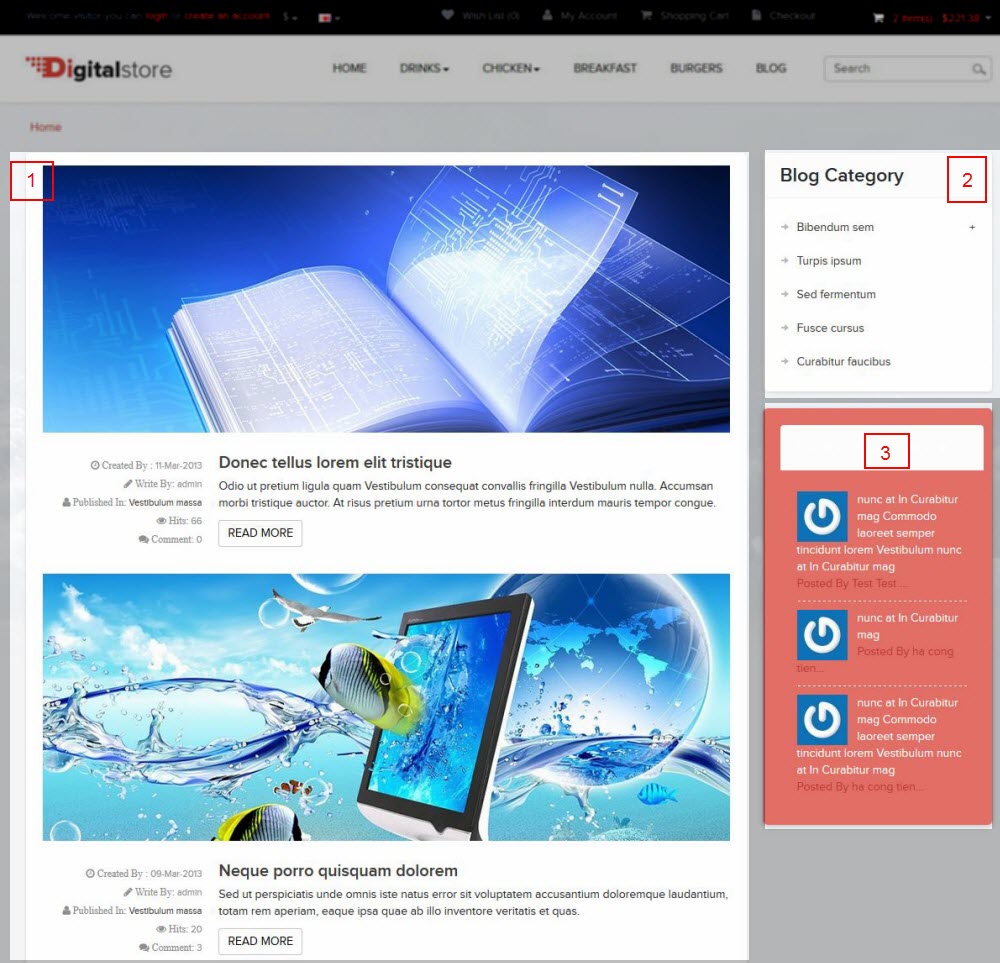 Welcome visitor you can login or create an account $
Wish List (0) My Account Shopping Cart Checkout
2 item(s) - $221.38
Digitalstore
HOME DRINKS CHICKEN BREAKFAST BURGERS BLOG
Search
Home
1
Created By : 11-Mar-2013
Write By: admin
Published In: Vestibulum massa
Hits: 66
Comment: 0
Donec tellus lorem elit tristique
Odio ut pretium ligula quam Vestibulum consequat convallis fringilla Vestibulum nulla. Accumsan
morbi tristique auctor. At risus pretium urna tortor metus fringilla interdum mauris tempor congue.
READ MORE
Created By : 09-Mar-2013
Write By: admin
Published In: Vestibulum massa
Hits: 20
Comment: 3
Neque porro quisquam dolorem
Sed ut perspiciatis unde omnis iste natus error sit voluptatem accusantium doloremque laudantium,
totam rem aperiam, eaque ipsa quae ab illo inventore veritatis et quas.
READ MORE
Blog Category
2
Bibendum sem +
Turpis ipsum
Sed fermentum
Fusce cursus
Curabitur faucibus
3
nunc at In Curabitur
mag Commodo
laoreet semper
tincidunt lorem Vestibulum nunc
at In Curabitur mag
Posted By Test Test....
nunc at In Curabitur
mag
Posted By ha cong
tien...
nunc at In Curabitur
mag Commodo
laoreet semper
tincidunt lorem Vestibulum nunc
at In Curabitur mag
Posted By ha cong tien...